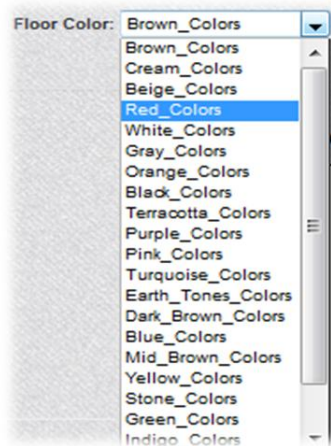 Floor Color: Brown_Colors
Brown_Colors
Cream_Colors
Beige_Colors
Red_Colors
White_Colors
Gray_Colors
Orange_Colors
Black_Colors
Terracotta_Colors
Purple_Colors
Pink_Colors
Turquoise_Colors
Earth_Tones_Colors
Dark_Brown_Colors
Blue_Colors
Mid_Brown_Colors
Yellow_Colors
Stone_Colors
Green_Colors
Indigo_Colors